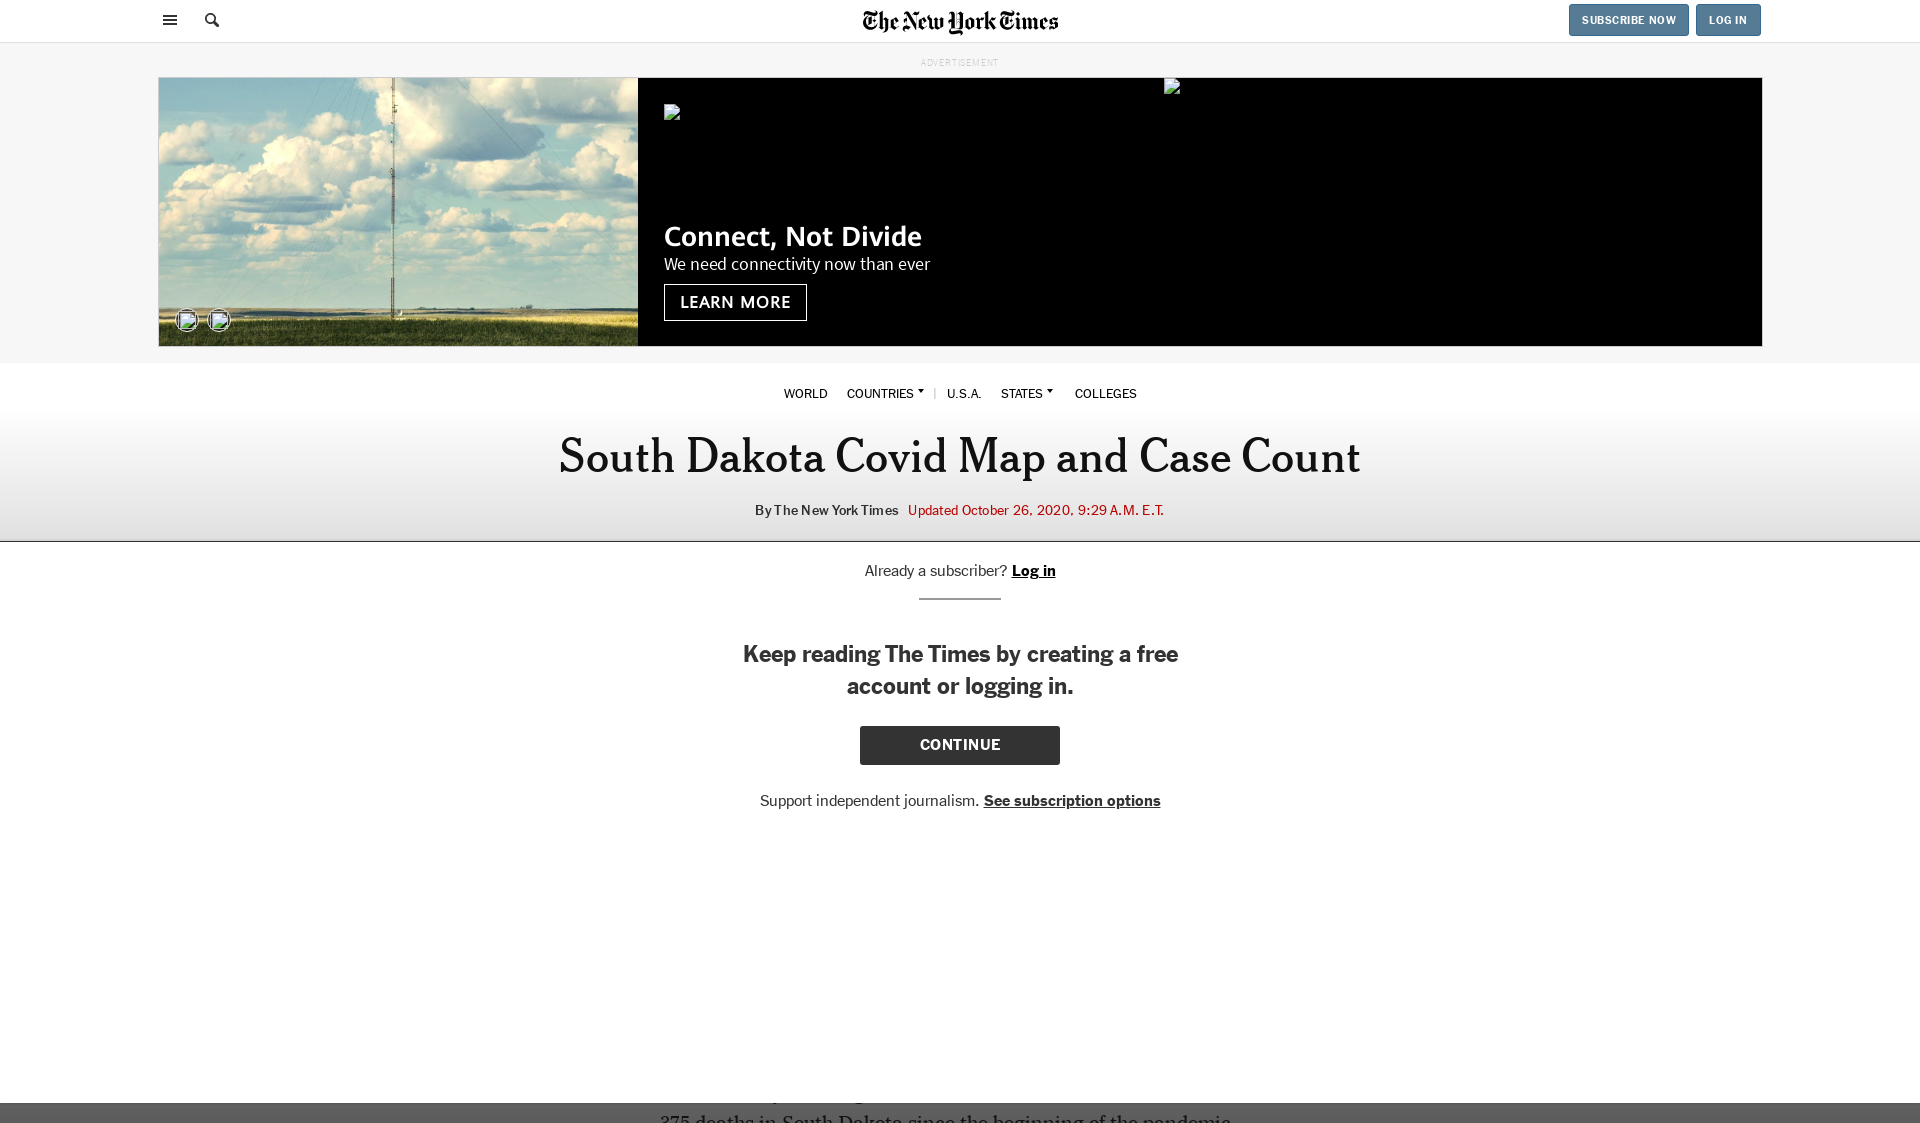 The New York Times
SUBSCRIBE NOW
LOG IN
ADVERTISEMENT
Connect, Not Divide
We need connectivity now than ever
LEARN MORE
WORLD COUNTRIES | U.S.A. STATES COLLEGES
South Dakota Covid Map and Case Count
By The New York Times Updated October 26, 2020, 9:29 A.M. E.T.
Already a subscriber? Log in
Keep reading The Times by creating a free
account or logging in.
CONTINUE
Support independent journalism. See subscription options
375 deaths in South Dakota since the beginning of the pandemic